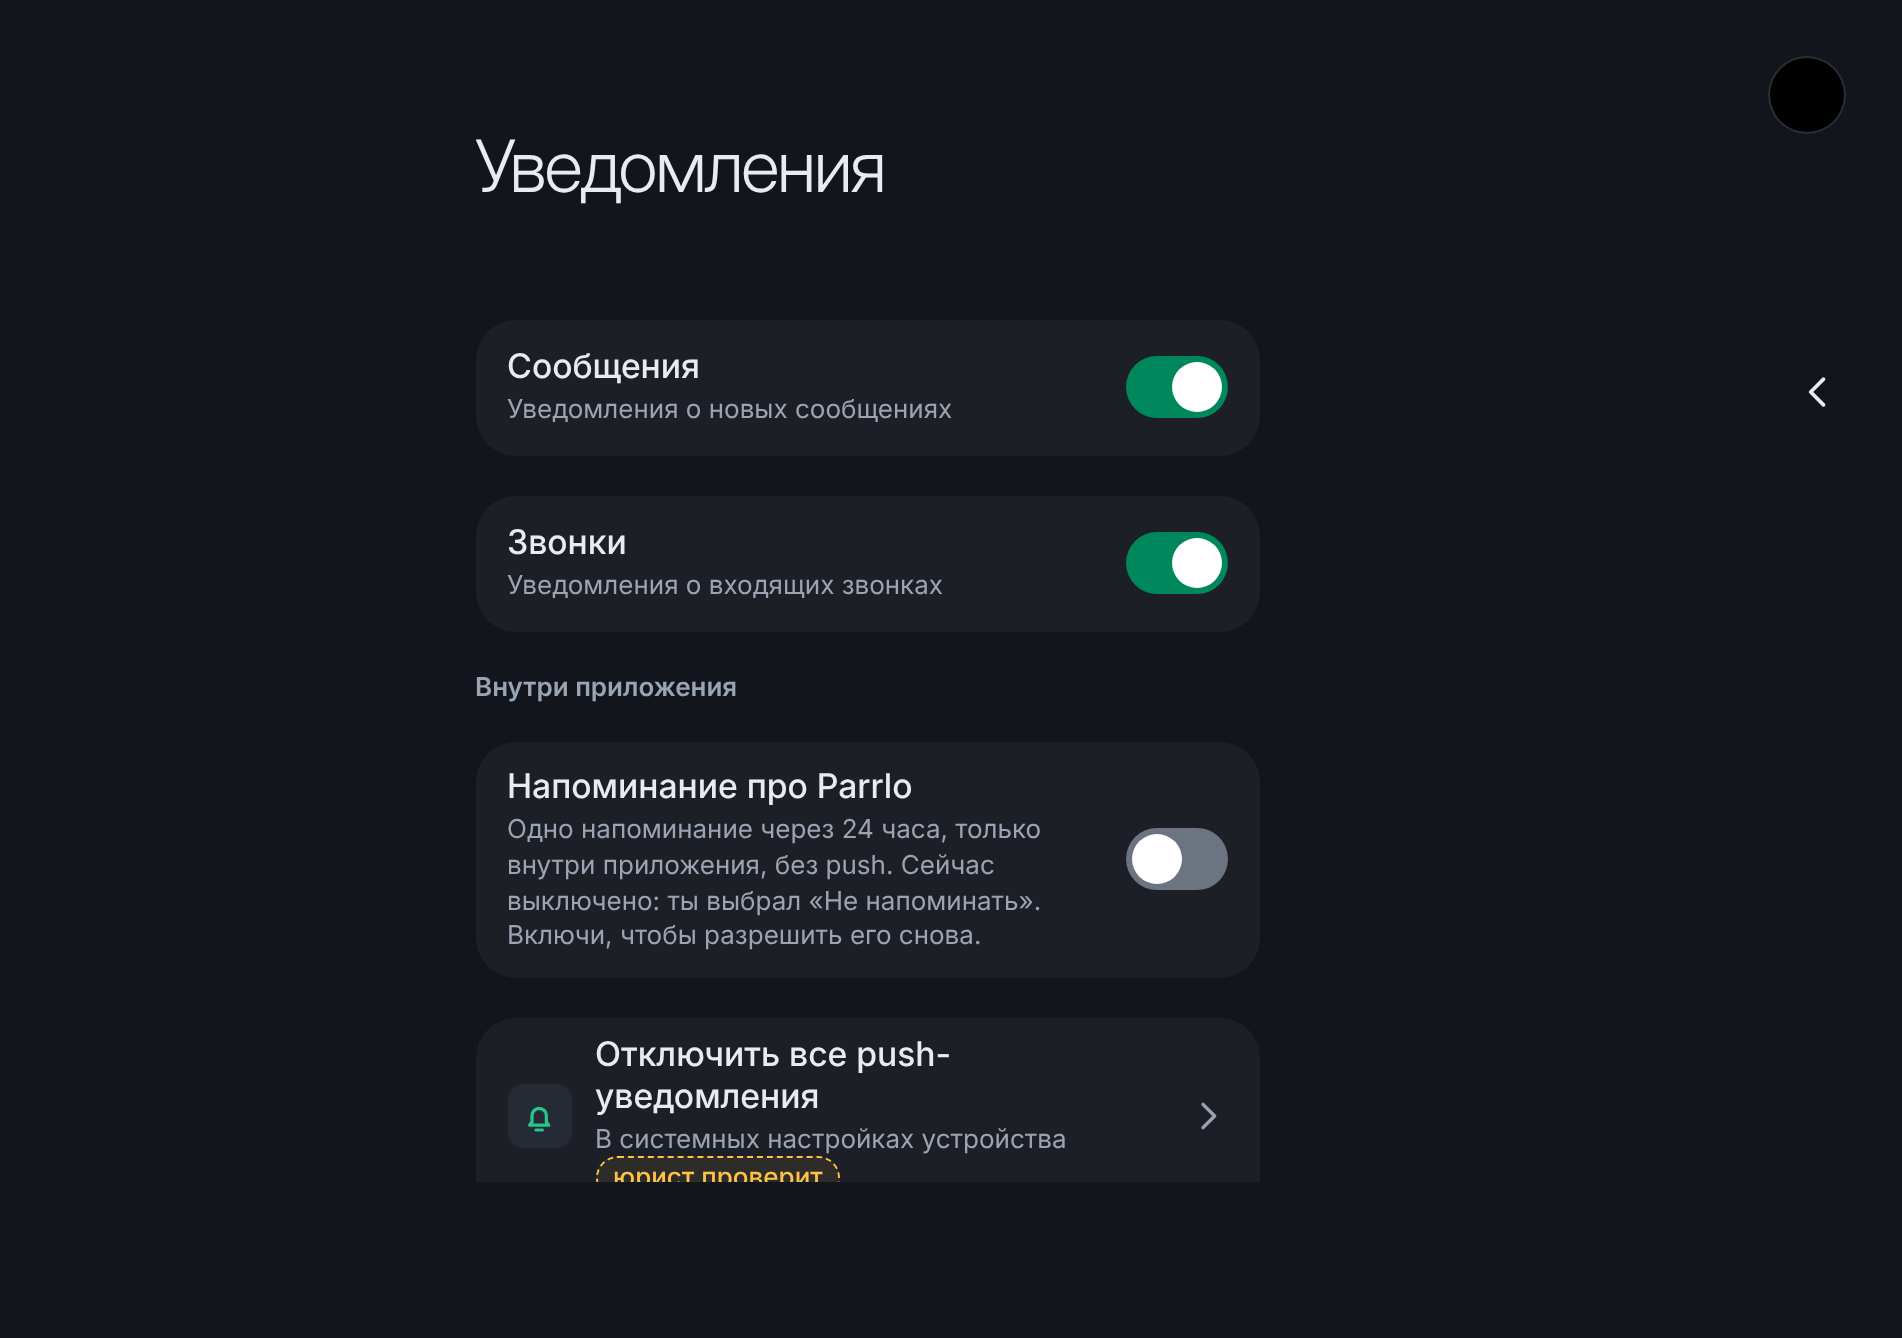 Уведомления
Сообщения
Уведомления о новых сообщениях
Звонки
Уведомления о входящих звонках
Внутри приложения
Напоминание про Parrlo
Одно напоминание через 24 часа, только
внутри приложения, без push. Сейчас
выключено: ты выбрал «Не напоминать».
Включи, чтобы разрешить его снова.
Отключить все push-
уведомления
В системных настройках устройства
юрист проверит